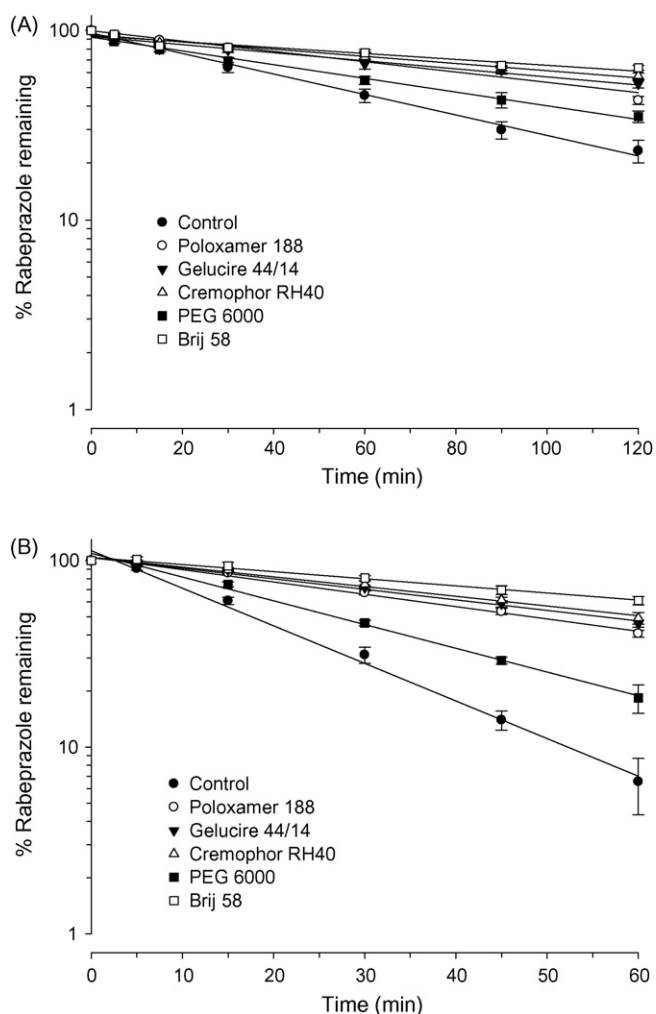 (A)
% Rabeprazole remaining
100
10
1
Control
Poloxamer 188
Gelucire 44/14
Cremophor RH40
PEG 6000
Brij 58
0 20 40 60 80 100 120
Time (min)
(B)
% Rabeprazole remaining
100
10
1
Control
Poloxamer 188
Gelucire 44/14
Cremophor RH40
PEG 6000
Brij 58
0 10 20 30 40 50 60
Time (min)